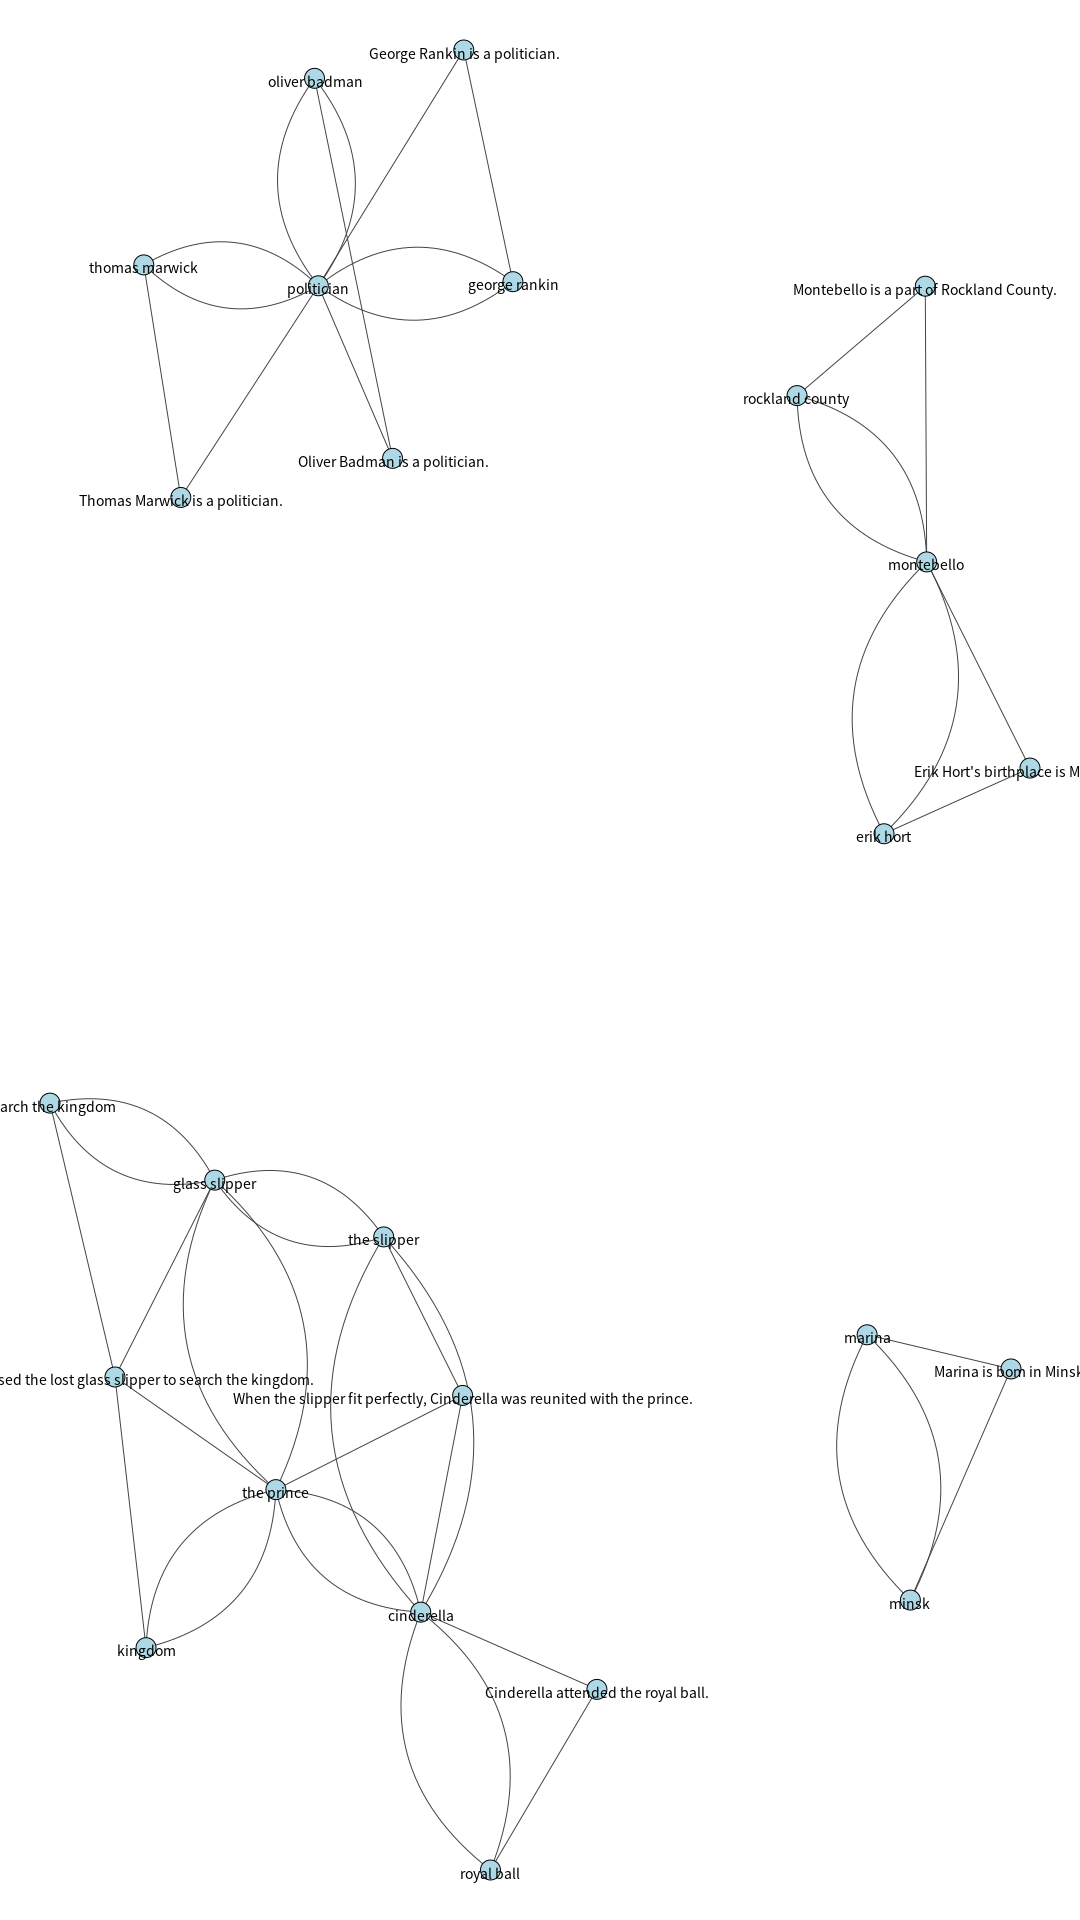 George Rankin is a politician.
oliver badman
thomas marwick
politician
george rankin
Montebello is a part of Rockland County.
rockland county
Oliver Badman is a politician.
Thomas Marwick is a politician.
montebello
Erik Hort's birthplace is
erik hort
the kingdom
glass slipper
the slipper
marina
Marina is born in Minsk
the lost glass slipper to search the kingdom.
When the slipper fit perfectly, Cinderella was reunited with the prince.
the prince
minsk
cinderella
kingdom
Cinderella attended the royal ball.
royal ball